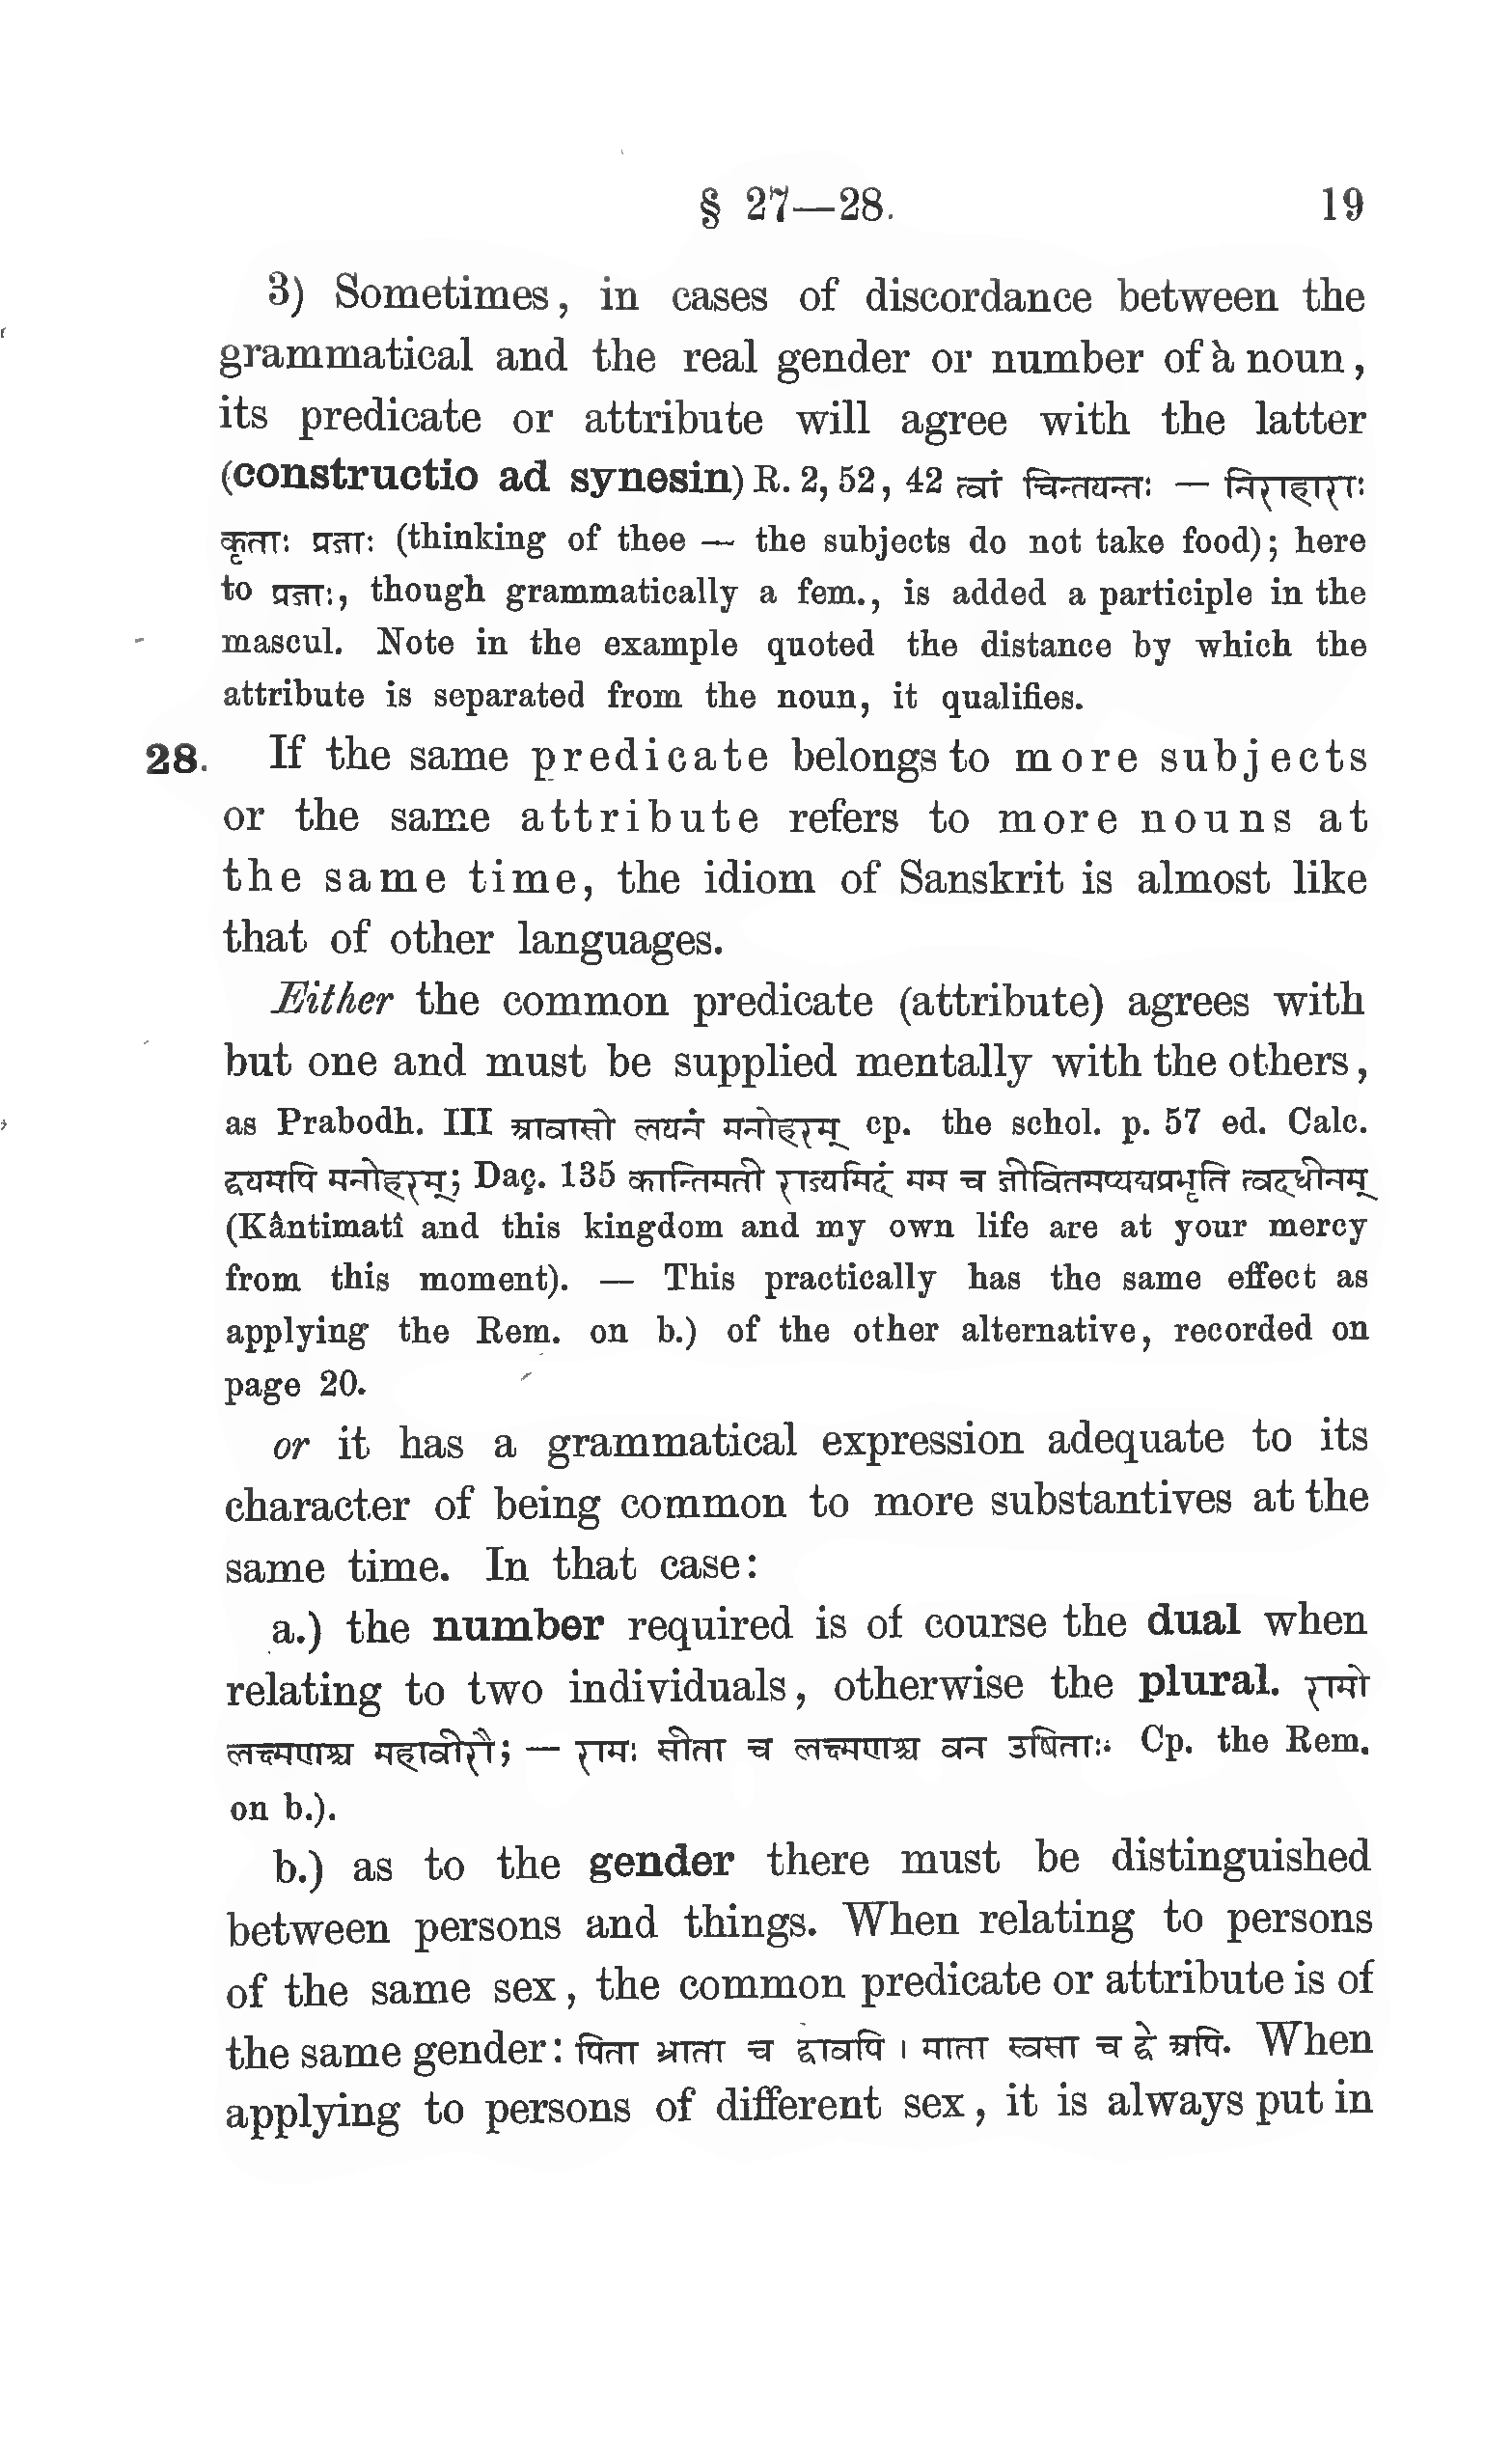 § 27—28.
19
3) Sometimes, in cases of discordance between the
grammatical and the real gender or number of a noun,
its predicate or attribute will agree with the latter
(constructio ad synesin) R. 2, 52, 42 त्वां चिन्तयन्तः — निराहाराः
कृताः प्रजाः (thinking of thee — the subjects do not take food); here
to प्रजाः, though grammatically a fem., is added a participle in the
mascul. Note in the example quoted the distance by which the
attribute is separated from the noun, it qualifies.
28. If the same predicate belongs to more subjects
or the same attribute refers to more nouns at
the same time, the idiom of Sanskrit is almost like
that of other languages.
Either the common predicate (attribute) agrees with
but one and must be supplied mentally with the others,
as Prabodh. III आवासो लयनं मनोहरम् cp. the schol. p. 57 ed. Calc.
द्वयमपि मनोहरम्; Daç. 135 कान्तिमती राज्यमिदं मम च जीवितमप्यद्यप्रभृति त्वदधीनम्
(Kântimatî and this kingdom and my own life are at your mercy
from this moment). — This practically has the same effect as
applying the Rem. on b.) of the other alternative, recorded on
page 20.
or it has a grammatical expression adequate to its
character of being common to more substantives at the
same time. In that case:
a.) the number required is of course the dual when
relating to two individuals, otherwise the plural. रामो
लक्ष्मणश्च महावीरौ; — रामः सीता च लक्ष्मणश्च वन उषिताः. Cp. the Rem.
on b.).
b.) as to the gender there must be distinguished
between persons and things. When relating to persons
of the same sex, the common predicate or attribute is of
the same gender: पिता भ्राता च द्वावपि । माता स्वसा च द्वे अपि. When
applying to persons of different sex, it is always put in